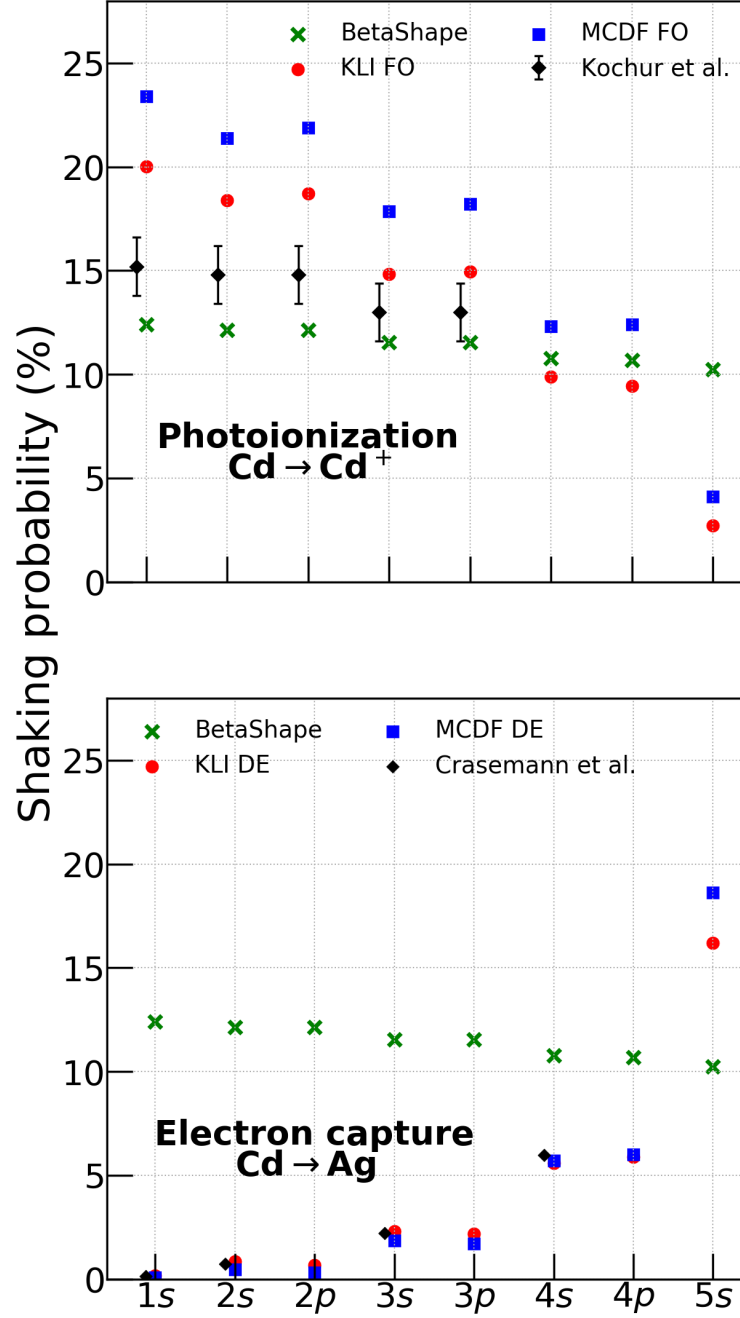 Shaking probability (%)
BetaShape
KLI FO
MCDF FO
Kochur et al.
25
20
15
10
5
0
Photoionization
Cd → Cd⁺
BetaShape
KLI DE
MCDF DE
Crasemann et al.
25
20
15
10
5
0
Electron capture
Cd → Ag
1s 2s 2p 3s 3p 4s 4p 5s